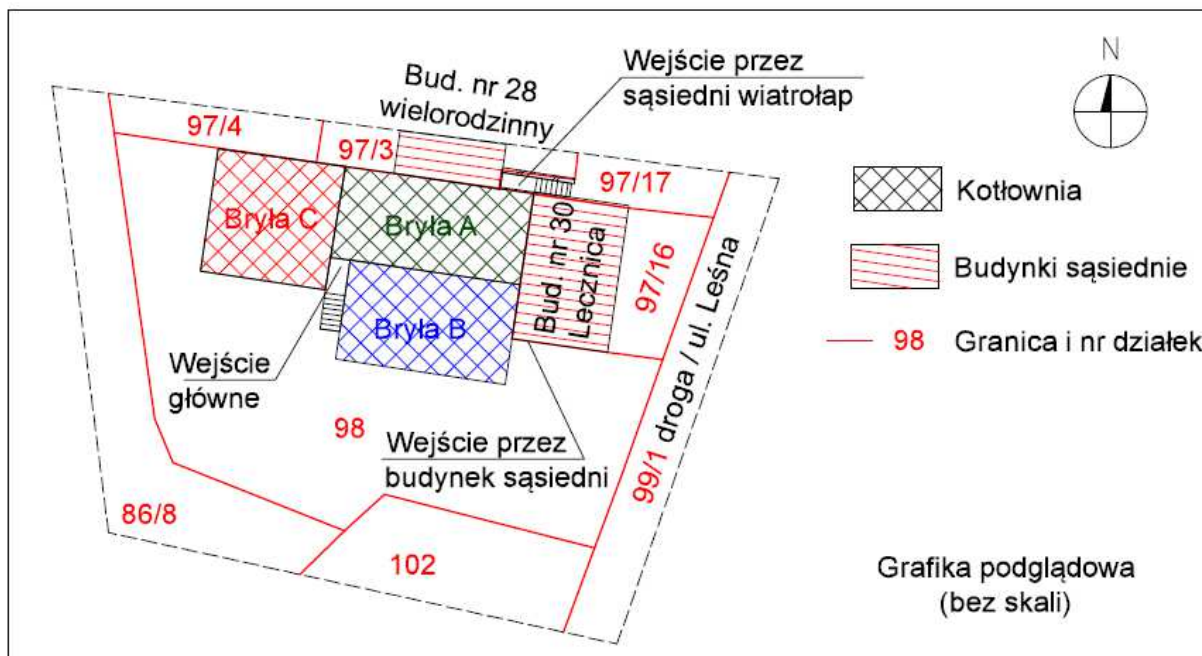 Wejście przez
sąsiedni wiatrołap
Bud. nr 28
wielorodzinny
N
97/4
97/3
97/17
Kotłownia
Bryła C
Bryła A
Bud. nr 30
Lecznica
97/16
Budynki sąsiednie
Bryła B
98
Granica i nr działek
Wejście
główne
98
Wejście przez
budynek sąsiedni
99/1 droga / ul. Leśna
86/8
102
Grafika podglądowa
(bez skali)